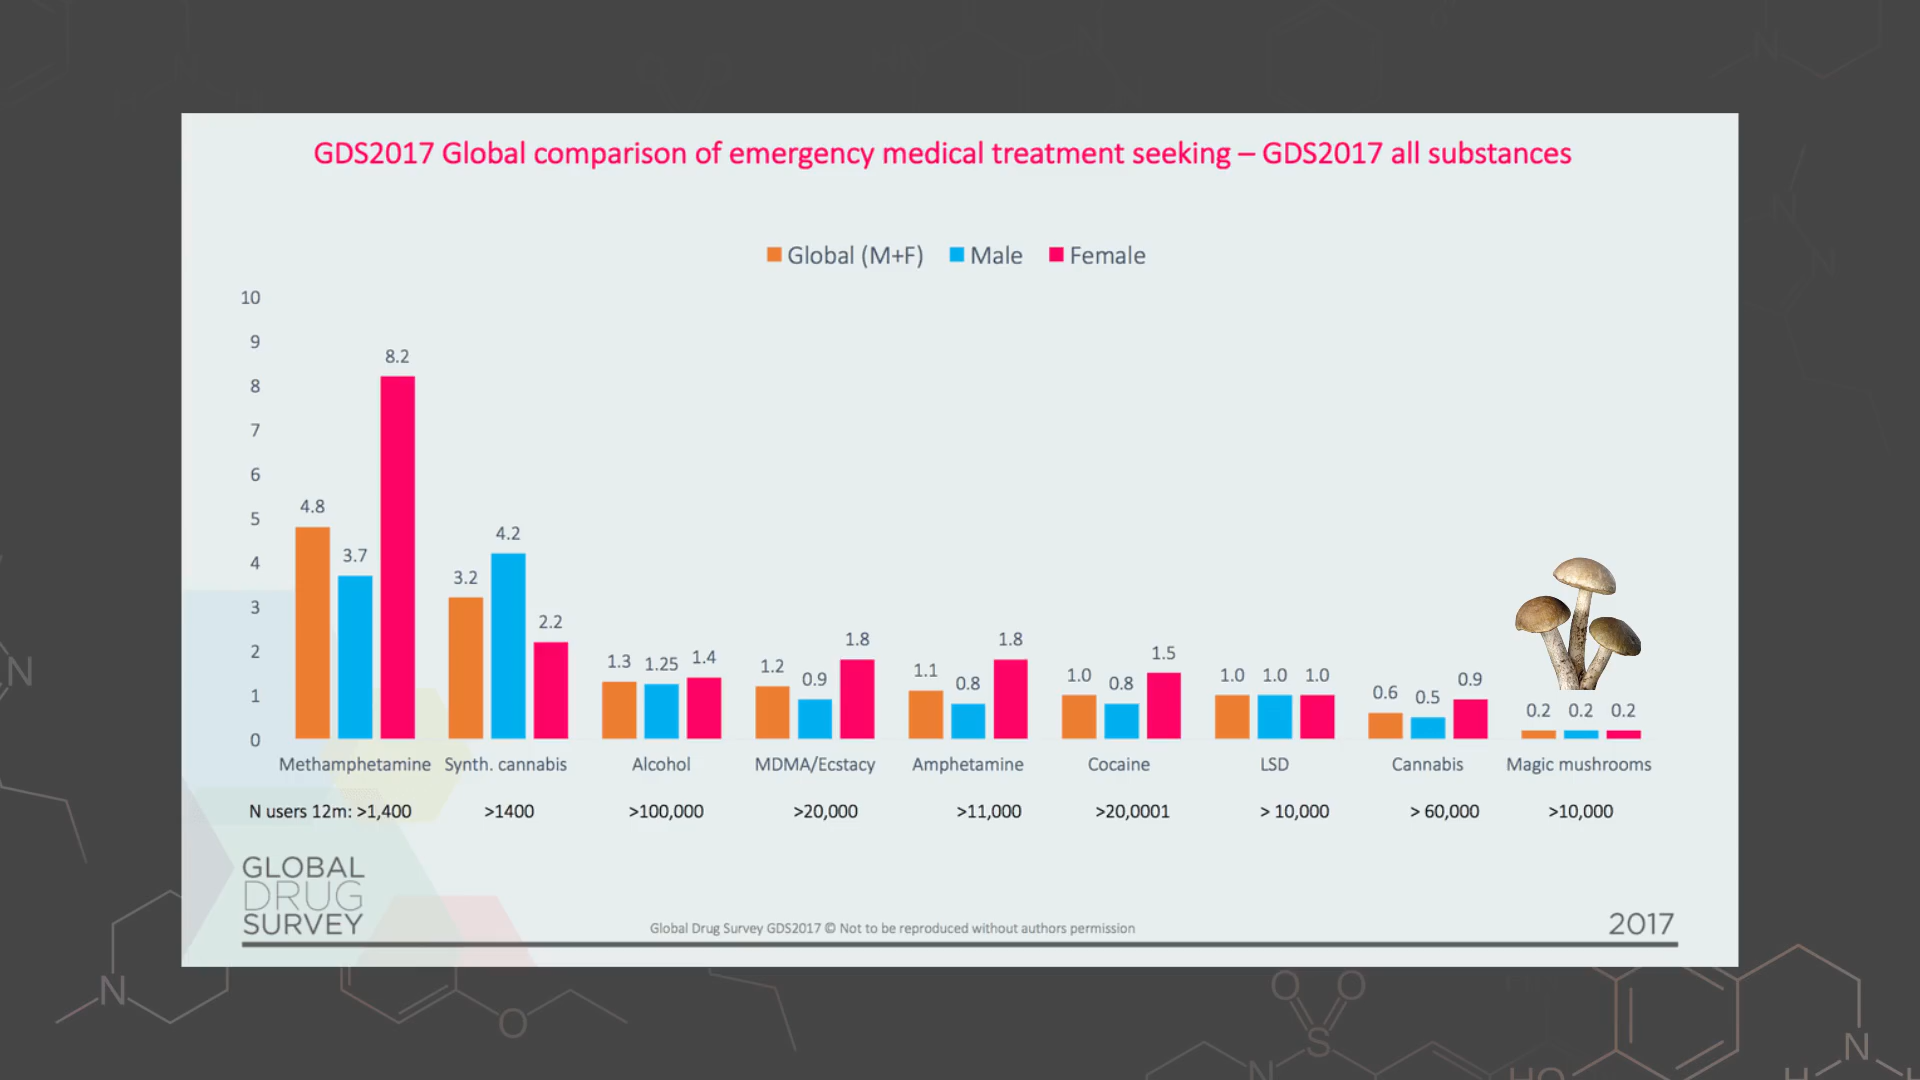 GDS2017 Global comparison of emergency medical treatment seeking – GDS2017 all substances
Global (M+F) Male Female
10
9
8
7
6
5
4
3
2
1
0
4.8 3.7 8.2
3.2 4.2 2.2
1.3 1.25 1.4
1.2 0.9 1.8
1.1 0.8 1.8
1.0 0.8 1.5
1.0 1.0 1.0
0.6 0.5 0.9
0.2 0.2 0.2
Methamphetamine Synth. cannabis Alcohol MDMA/Ecstacy Amphetamine Cocaine LSD Cannabis Magic mushrooms
N users 12m: >1,400 >1400 >100,000 >20,000 >11,000 >20,0001 > 10,000 > 60,000 >10,000
GLOBAL
DRUG
SURVEY
Global Drug Survey GDS2017 © Not to be reproduced without authors permission
2017
N
N
O
O O
S
N
HO
N
H
H